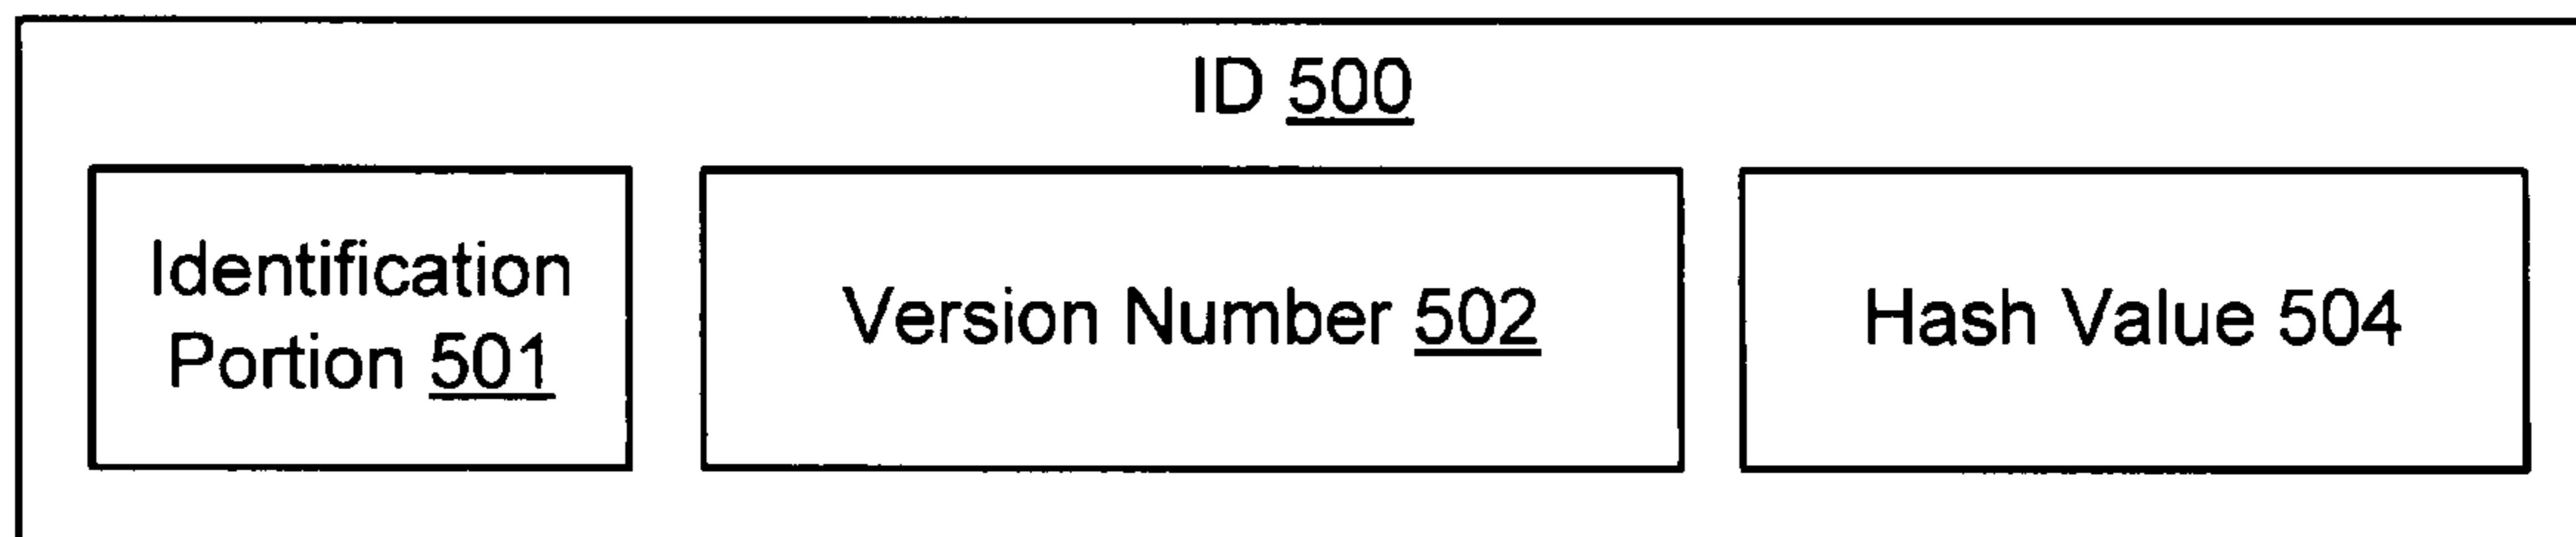 ID 500
Identification
Portion 501
Version Number 502
Hash Value 504